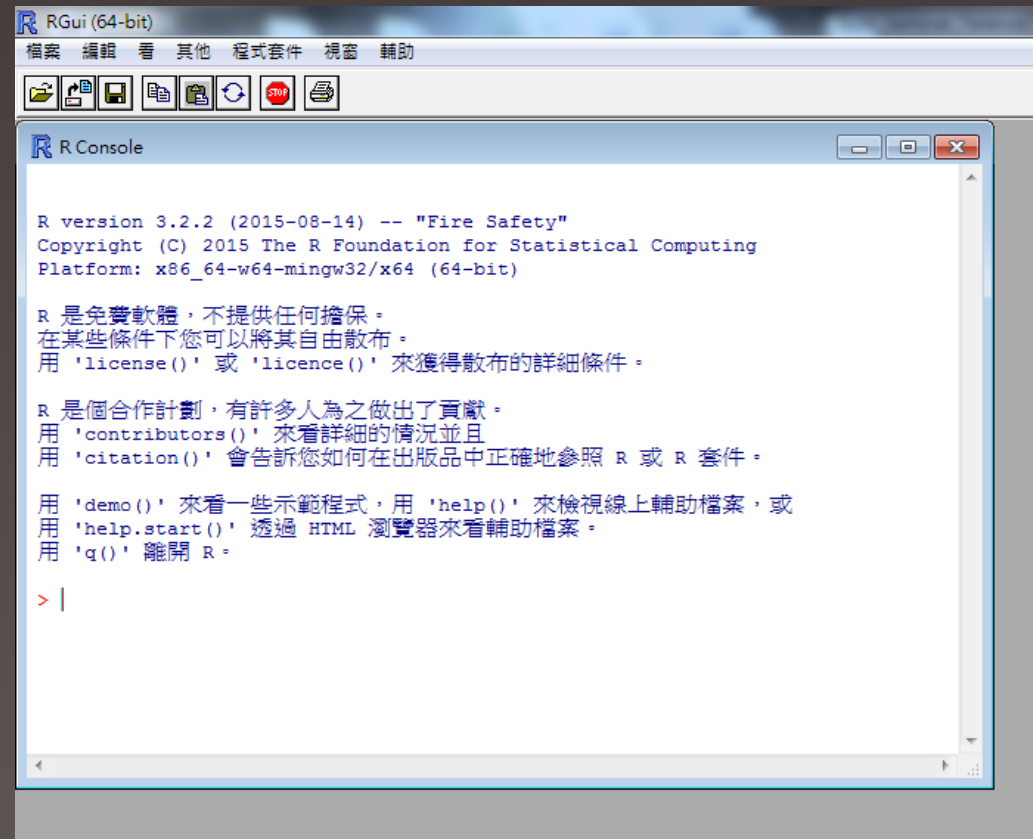 RGui (64-bit)
檔案 編輯 看 其他 程式套件 視窗 輔助
STOP
R Console
R version 3.2.2 (2015-08-14) -- "Fire Safety"
Copyright (C) 2015 The R Foundation for Statistical Computing
Platform: x86_64-w64-mingw32/x64 (64-bit)
R 是免費軟體，不提供任何擔保。
在某些條件下您可以將其自由散布。
用 'license()' 或 'licence()' 來獲得散布的詳細條件。
R 是個合作計劃，有許多人為之做出了貢獻。
用 'contributors()' 來看詳細的情況並且
用 'citation()' 會告訴您如何在出版品中正確地參照 R 或 R 套件。
用 'demo()' 來看一些示範程式，用 'help()' 來檢視線上輔助檔案，或
用 'help.start()' 透過 HTML 瀏覽器來看輔助檔案。
用 'q()' 離開 R。
>